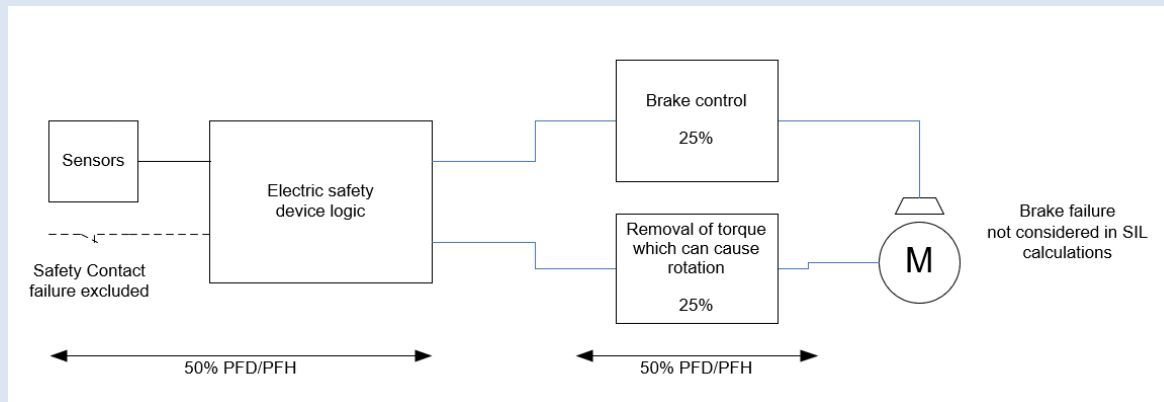 Sensors
Safety Contact
failure excluded
Electric safety
device logic
50% PFD/PFH
Brake control
25%
Removal of torque
which can cause
rotation
25%
50% PFD/PFH
M
Brake failure
not considered in SIL
calculations